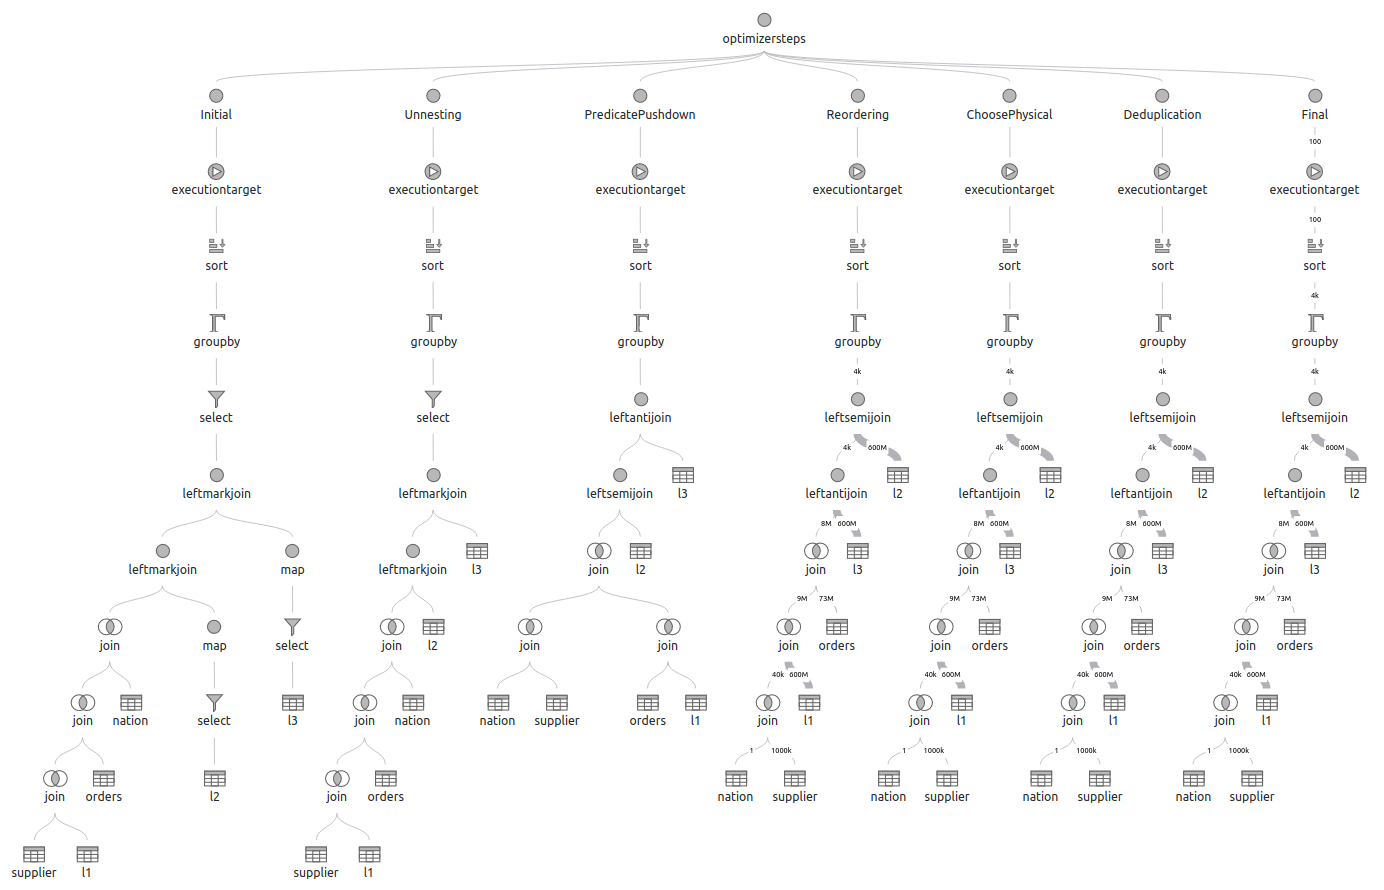 optimizersteps
Initial Unnesting PredicatePushdown Reordering ChoosePhysical Deduplication Final
100
executiontarget executiontarget executiontarget executiontarget executiontarget executiontarget executiontarget
100
sort sort sort sort sort sort sort
4k
groupby groupby groupby groupby groupby groupby groupby
4k 4k 4k 4k
select select leftantijoin leftsemijoin leftsemijoin leftsemijoin leftsemijoin
4k 600M 4k 600M 4k 600M 4k 600M
leftmarkjoin leftmarkjoin leftsemijoin l3 leftantijoin l2 leftantijoin l2 leftantijoin l2 leftantijoin l2
8M 600M 8M 600M 8M 600M 8M 600M
leftmarkjoin map leftmarkjoin l3 join l2 join l3 join l3 join l3 join l3
9M 73M 9M 73M 9M 73M 9M 73M
join map select join l2 join join join orders join orders join orders join orders
40k 600M 40k 600M 40k 600M 40k 600M
join nation select l3 join nation nation supplier orders l1 join l1 join l1 join l1 join l1
1 1000k 1 1000k 1 1000k 1 1000k
join orders l2 join orders nation supplier nation supplier nation supplier nation supplier
supplier l1 supplier l1